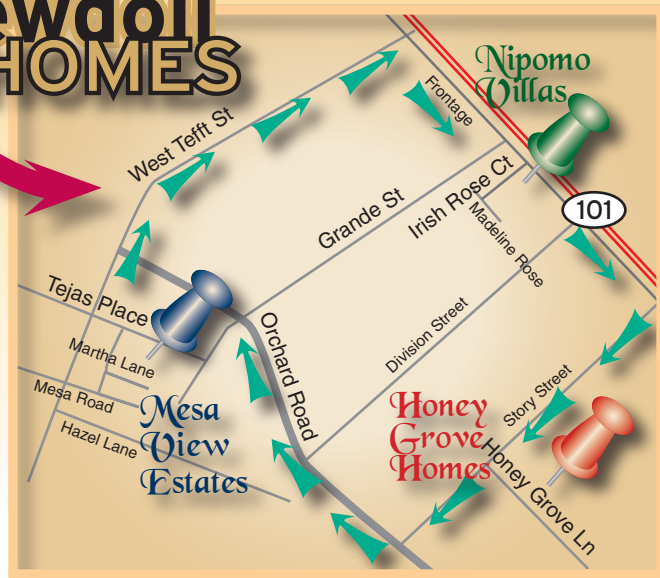 HOMES
Nipomo
Villas
Frontage
West Tefft St
101
Grande St
Irish Rose Ct
Madeline Rose
Tejas Place
Orchard Road
Division Street
Martha Lane
Mesa Road
Hazel Lane
Mesa
View
Estates
Honey
Grove
Homes
Story Street
Honey Grove Ln